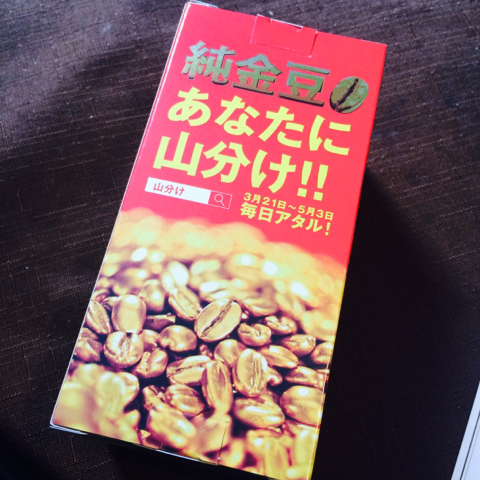 純金豆
あなたに
山分け!!
山分け
3月21日~5月3日
毎日アタル!